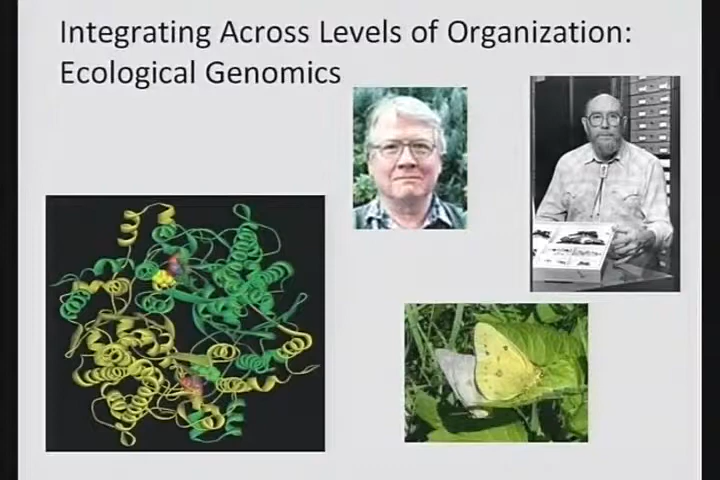 Integrating Across Levels of Organization:
Ecological Genomics